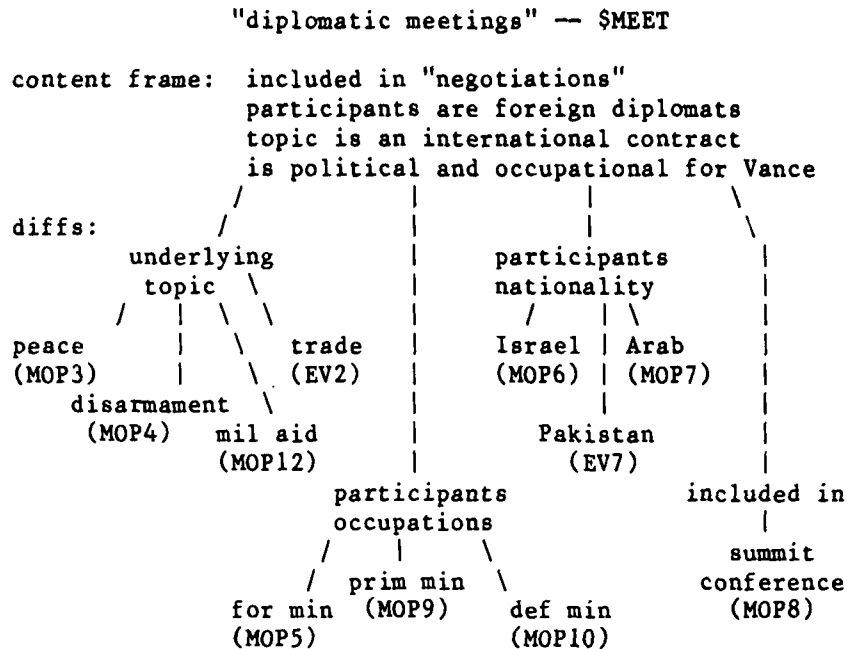 "diplomatic meetings" -- $MEET
content frame: included in "negotiations"
participants are foreign diplomats
topic is an international contract
is political and occupational for Vance
diffs:
underlying participants
topic nationality
peace trade Israel Arab
(MOP3) (EV2) (MOP6) (MOP7)
disarmament
(MOP4) mil aid Pakistan
(MOP12) (EV7)
participants included in
occupations
summit
prim min conference
for min (MOP9) def min (MOP8)
(MOP5) (MOP10)